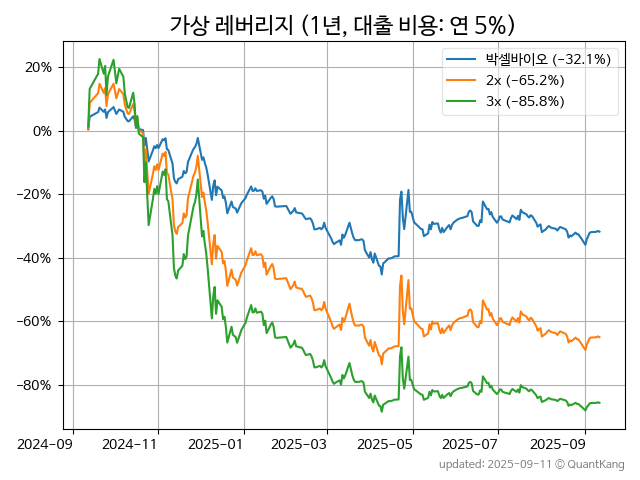 가상 레버리지 (1년, 대출 비용: 연 5%)
박셀바이오 (−32.1%)
2x (−65.2%)
3x (−85.8%)
20%
0%
−20%
−40%
−60%
−80%
2024-09
2024-11
2025-01
2025-03
2025-05
2025-07
2025-09
updated: 2025-09-11 © QuantKang